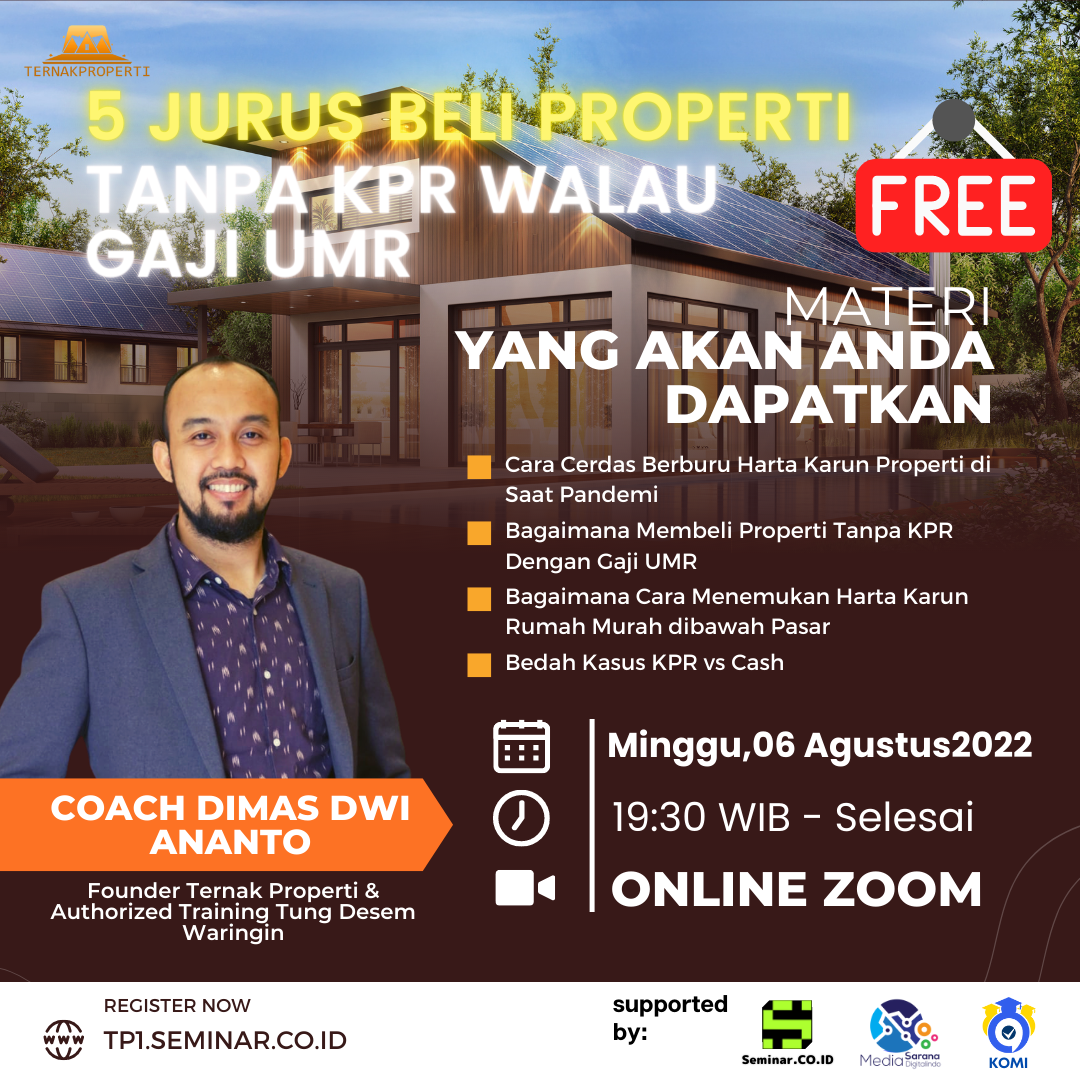 TERNAKPROPERTI
5 JURUS BELI PROPERTI
TANPA KPR WALAU
GAJI UMR
FREE
MATERI
YANG AKAN ANDA
DAPATKAN
Cara Cerdas Berburu Harta Karun Properti di
Saat Pandemi
Bagaimana Membeli Properti Tanpa KPR
Dengan Gaji UMR
Bagaimana Cara Menemukan Harta Karun
Rumah Murah dibawah Pasar
Bedah Kasus KPR vs Cash
Minggu,06 Agustus2022
19:30 WIB - Selesai
ONLINE ZOOM
COACH DIMAS DWI
ANANTO
Founder Ternak Properti &
Authorized Training Tung Desem
Waringin
REGISTER NOW
www
TP1.SEMINAR.CO.ID
supported
by:
Seminar.CO.ID
Media Sarana
Digitalindo
KOMI